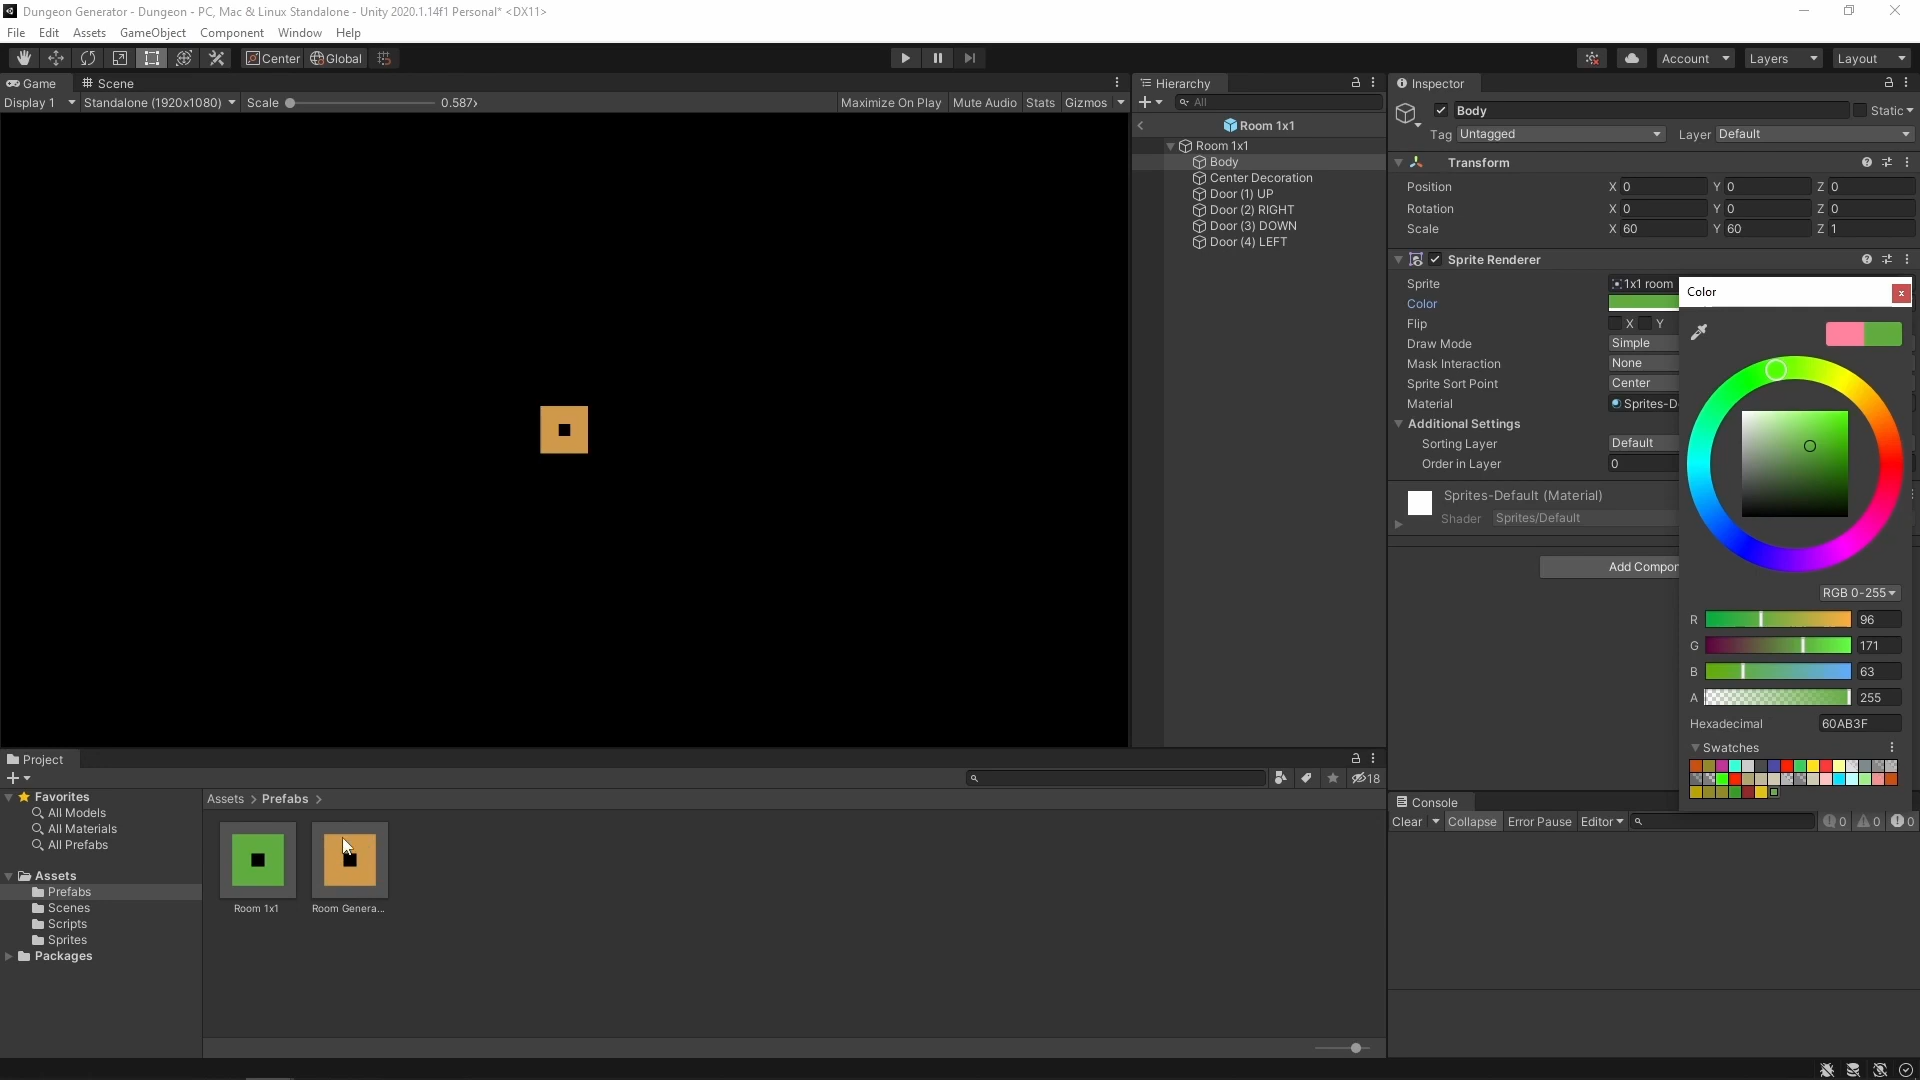 Dungeon Generator - Dungeon - PC, Mac & Linux Standalone - Unity 2020.1.14f1 Personal* <DX11>
File Edit Assets GameObject Component Window Help
Center Global Account Layers Layout
Game Scene
Display 1 Standalone (1920x1080) Scale 0.587x Maximize On Play Mute Audio Stats Gizmos
Hierarchy
All
Room 1x1
Room 1x1
Body
Center Decoration
Door (1) UP
Door (2) RIGHT
Door (3) DOWN
Door (4) LEFT
Inspector
Body Static
Tag Untagged Layer Default
Transform
Position X 0 Y 0 Z 0
Rotation X 0 Y 0 Z 0
Scale X 60 Y 60 Z 1
Sprite Renderer
Sprite 1x1 room
Color
Flip X Y
Draw Mode Simple
Mask Interaction None
Sprite Sort Point Center
Material Sprites-D
Additional Settings
Sorting Layer Default
Order in Layer 0
Sprites-Default (Material)
Shader Sprites/Default
Add Compon
Color
x
RGB 0-255
R 96
G 171
B 63
A 255
Hexadecimal 60AB3F
Swatches
Project
18
Favorites
All Models
All Materials
All Prefabs
Assets
Prefabs
Scenes
Scripts
Sprites
Packages
Assets > Prefabs >
Room 1x1 Room Genera...
Console
Clear Collapse Error Pause Editor 0 0 0